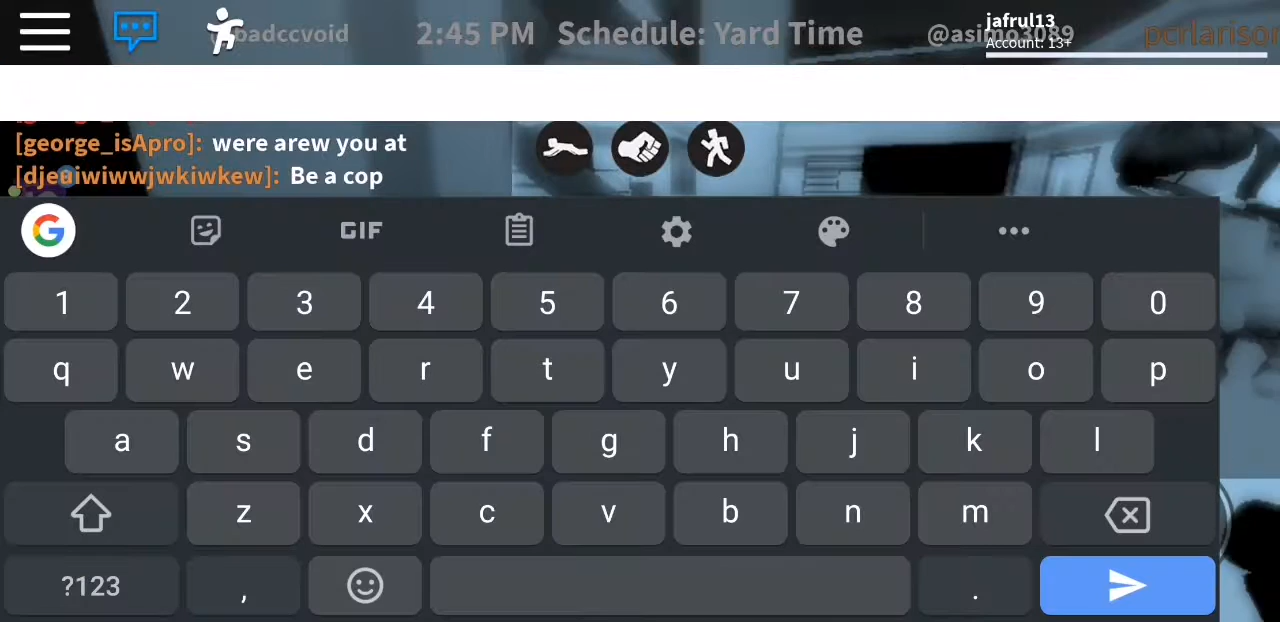 2:45 PM Schedule: Yard Time
jafrul13
Account: 13+
[george_isApro]: were arew you at
[djeuiwiwwjwkiwkew]: Be a cop
GIF
1 2 3 4 5 6 7 8 9 0
q w e r t y u i o p
a s d f g h j k l
z x c v b n m
?123 , .